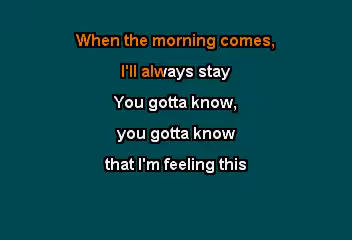 When the morning comes,
I'll always stay
You gotta know,
you gotta know
that I'm feeling this